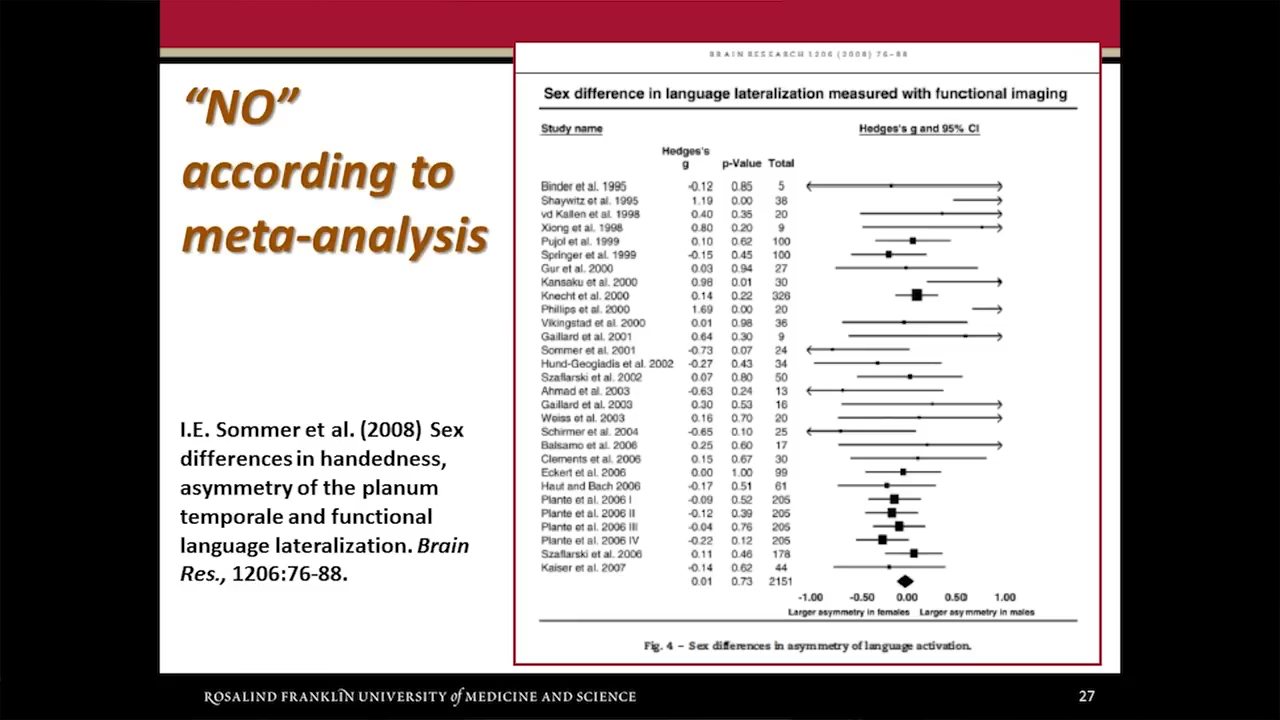 “NO”
according to
meta-analysis
I.E. Sommer et al. (2008) Sex
differences in handedness,
asymmetry of the planum
temporale and functional
language lateralization. Brain
Res., 1206:76-88.
BRAIN RESEARCH 1206 (2008) 76–88
Sex difference in language lateralization measured with functional imaging
Study name Hedges's g and 95% CI
Hedges's
g p-Value Total
Binder et al. 1995 -0.12 0.85 5
Shaywitz et al. 1995 1.19 0.00 38
vd Kallen et al. 1998 0.40 0.35 20
Xiong et al. 1998 0.80 0.20 9
Pujol et al. 1999 0.10 0.62 100
Springer et al. 1999 -0.15 0.45 100
Gur et al. 2000 0.03 0.94 27
Kansaku et al. 2000 0.98 0.01 30
Knecht et al. 2000 0.14 0.22 326
Phillips et al. 2000 1.69 0.00 20
Vikingstad et al. 2000 0.01 0.98 36
Gaillard et al. 2001 0.64 0.30 9
Sommer et al. 2001 -0.73 0.07 24
Hund-Geogiadis et al. 2002 -0.27 0.43 34
Szaflarski et al. 2002 0.07 0.80 50
Ahmad et al. 2003 -0.63 0.24 13
Gaillard et al. 2003 0.30 0.53 16
Weiss et al. 2003 0.16 0.70 20
Schirmer et al. 2004 -0.65 0.10 25
Balsamo et al. 2006 0.25 0.60 17
Clements et al. 2006 0.15 0.67 30
Eckert et al. 2006 0.00 1.00 99
Haut and Bach 2006 -0.17 0.51 61
Plante et al. 2006 I -0.09 0.52 205
Plante et al. 2006 II -0.12 0.39 205
Plante et al. 2006 III -0.04 0.76 205
Plante et al. 2006 IV -0.22 0.12 205
Szaflarski et al. 2006 0.11 0.46 178
Kaiser et al. 2007 -0.14 0.62 44
0.01 0.73 2151
-1.00 -0.50 0.00 0.50 1.00
Larger asymmetry in females Larger asymmetry in males
Fig. 4 – Sex differences in asymmetry of language activation.
ROSALIND FRANKLIN UNIVERSITY of MEDICINE AND SCIENCE
27